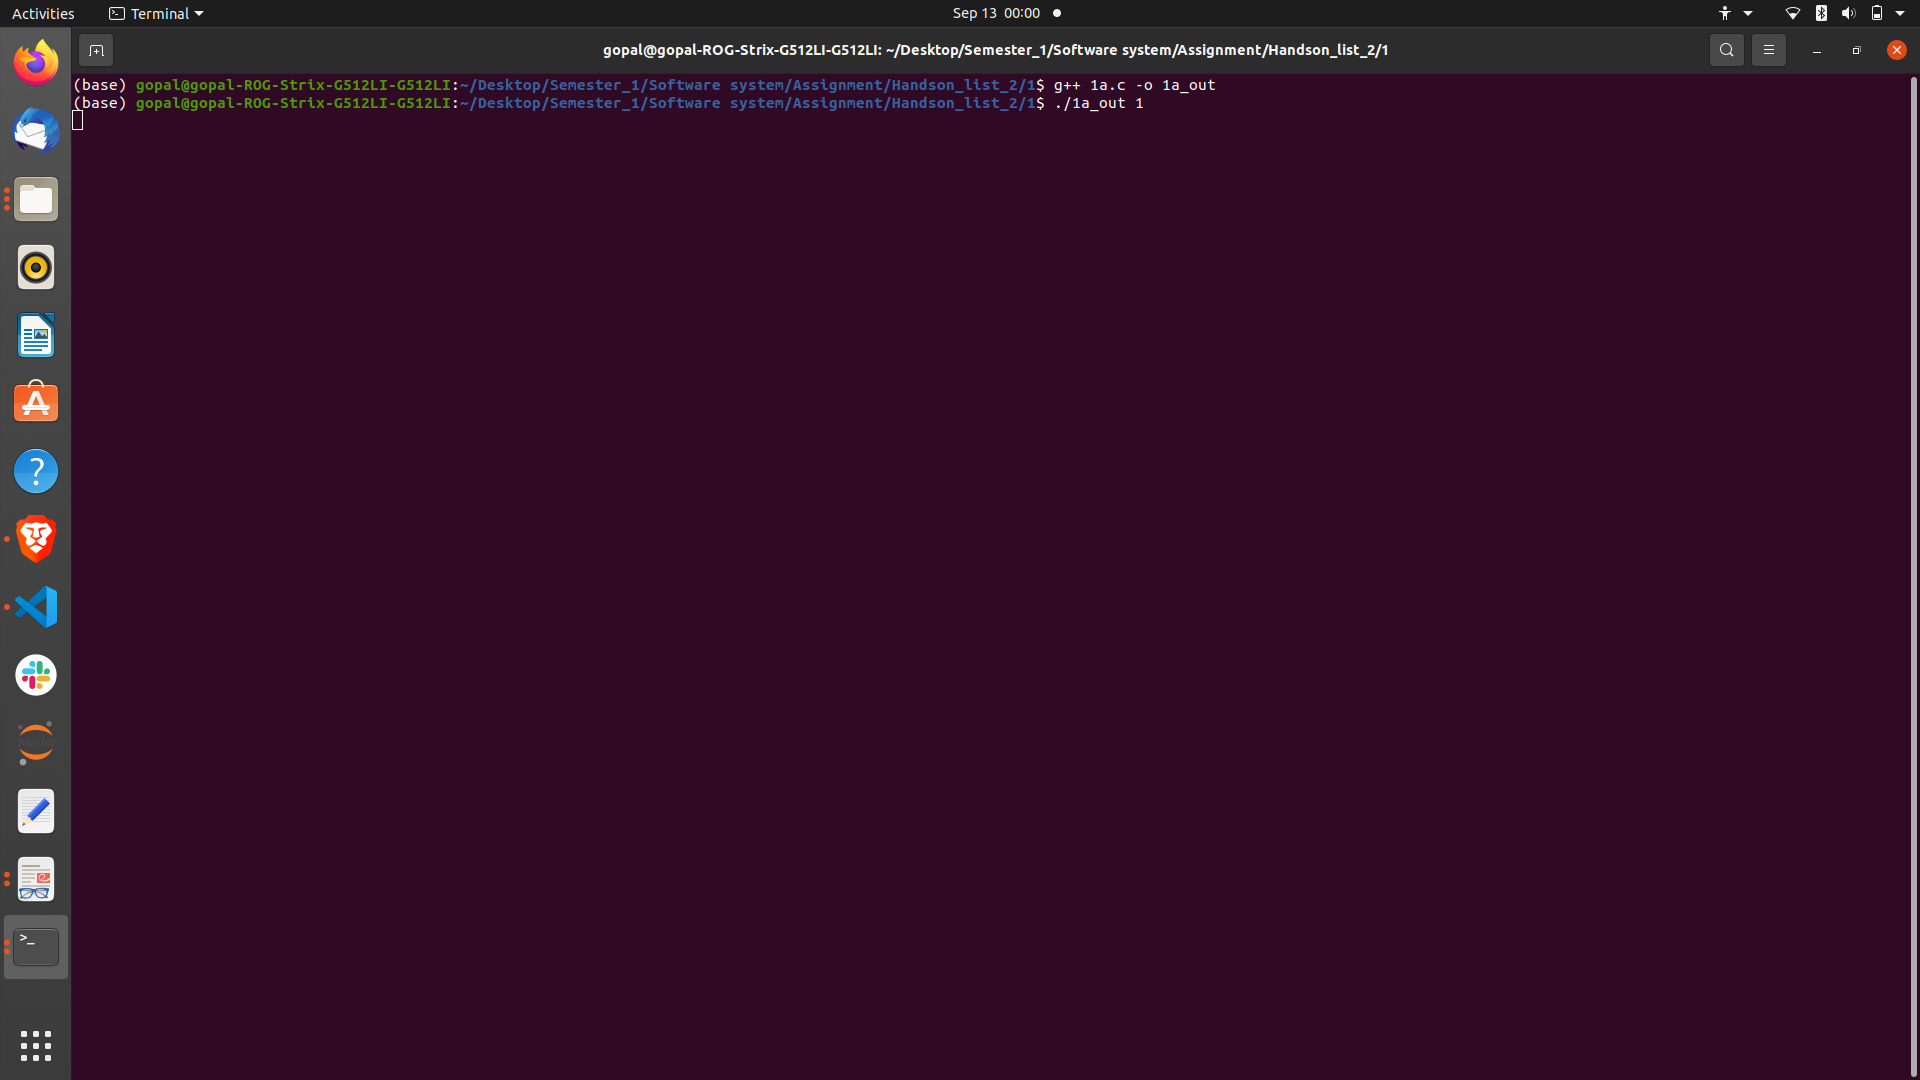 Activities
Terminal
Sep 13 00:00
gopal@gopal-ROG-Strix-G512LI-G512LI: ~/Desktop/Semester_1/Software system/Assignment/Handson_list_2/1
(base) gopal@gopal-ROG-Strix-G512LI-G512LI:~/Desktop/Semester_1/Software system/Assignment/Handson_list_2/1$ g++ 1a.c -o 1a_out
(base) gopal@gopal-ROG-Strix-G512LI-G512LI:~/Desktop/Semester_1/Software system/Assignment/Handson_list_2/1$ ./1a_out 1